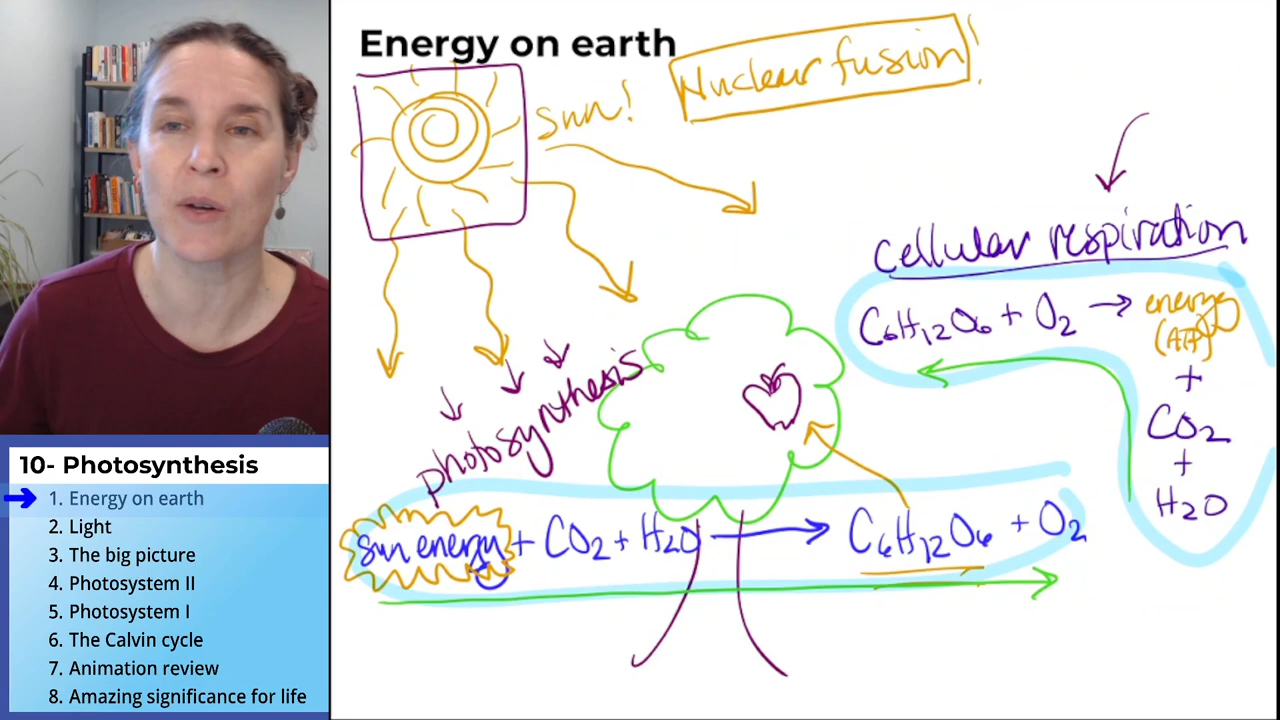 Energy on earth
Nuclear fusion!
sun!
cellular respiration
C6H12O6 + O2 → energy
(ATP)
+
CO2
+
H2O
photosynthesis
sun energy + CO2 + H2O → C6H12O6 + O2
10- Photosynthesis
1. Energy on earth
2. Light
3. The big picture
4. Photosystem II
5. Photosystem I
6. The Calvin cycle
7. Animation review
8. Amazing significance for life